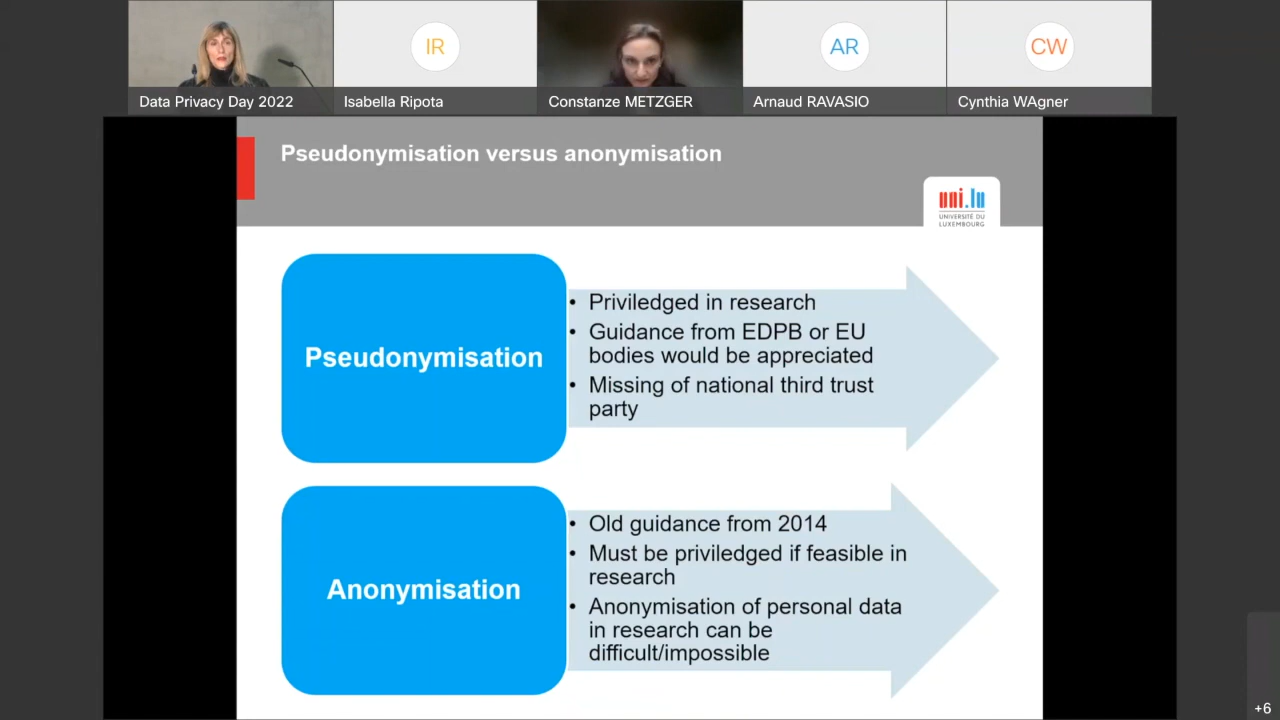 IR
AR
CW
Data Privacy Day 2022
Isabella Ripota
Constanze METZGER
Arnaud RAVASIO
Cynthia WAgner
Pseudonymisation versus anonymisation
uni.lu
UNIVERSITÉ DU
LUXEMBOURG
Pseudonymisation
• Priviledged in research
• Guidance from EDPB or EU
bodies would be appreciated
• Missing of national third trust
party
Anonymisation
• Old guidance from 2014
• Must be priviledged if feasible in
research
• Anonymisation of personal data
in research can be
difficult/impossible
+6